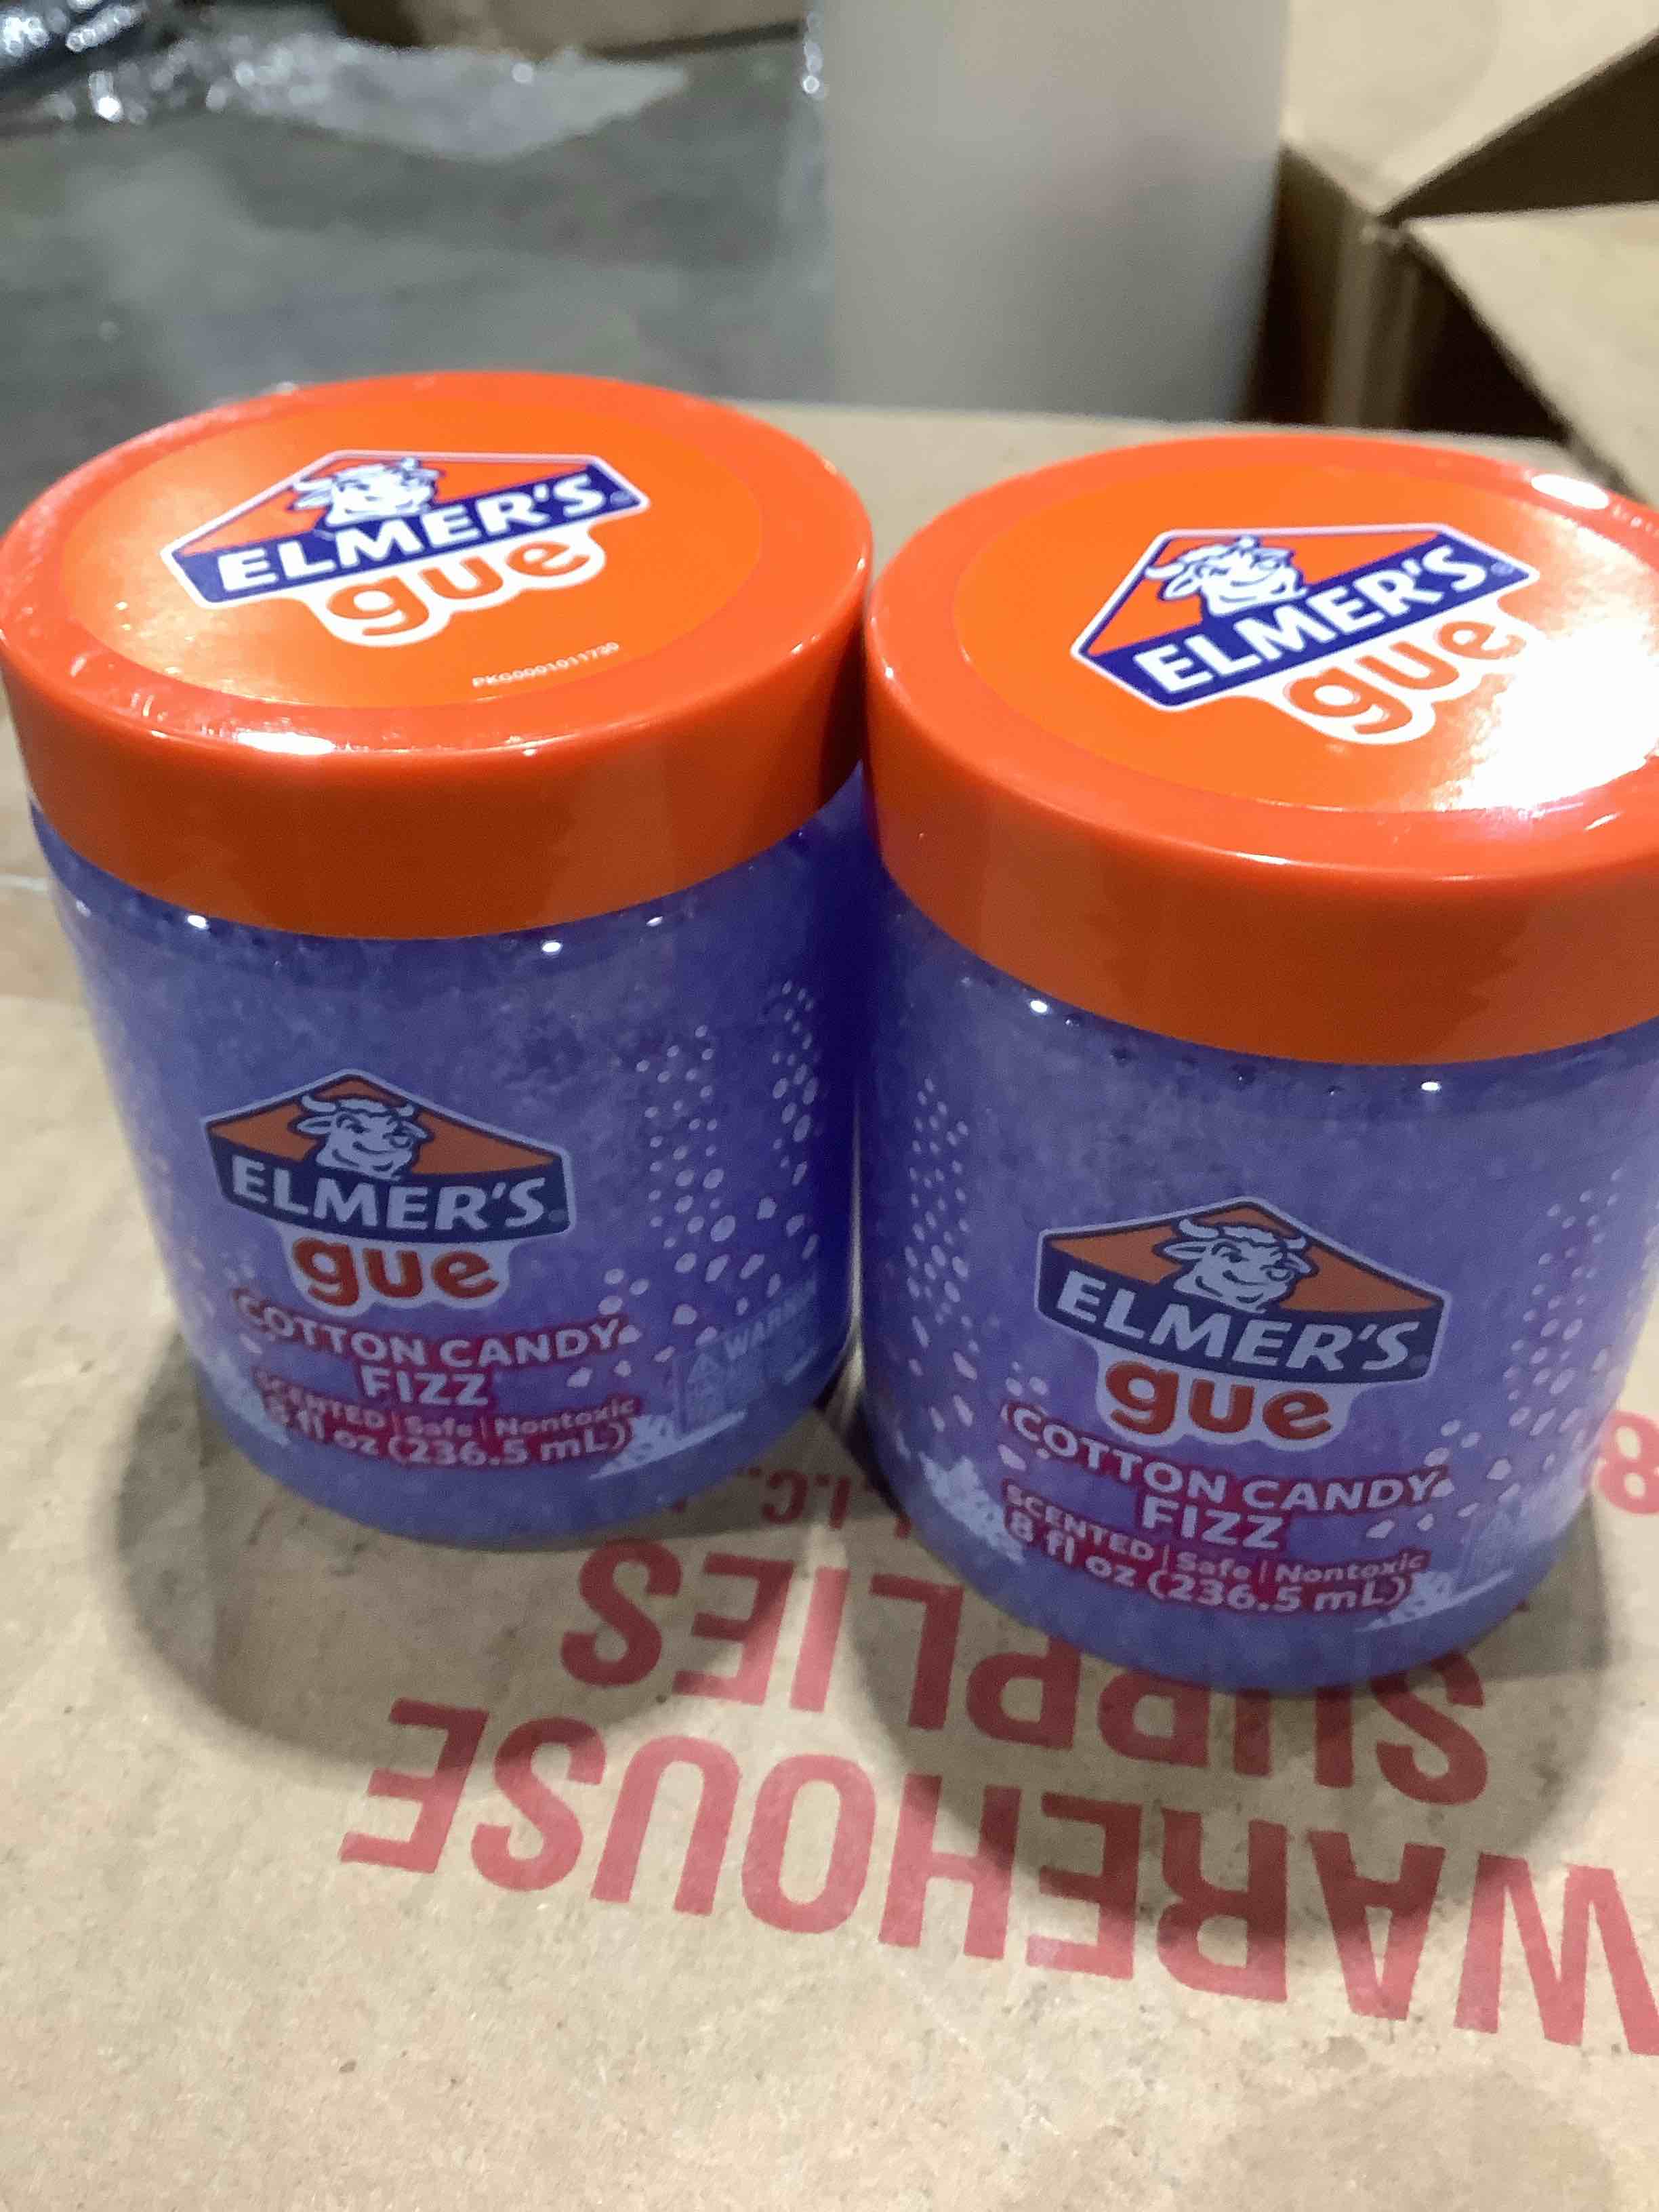 ELMER'S®
gue
PKG0001011730
ELMER'S®
gue
ELMER'S®
gue
COTTON CANDY
FIZZ
SCENTED | Safe | Nontoxic
8 fl oz (236.5 mL)
ELMER'S®
gue
COTTON CANDY
FIZZ
SCENTED | Safe | Nontoxic
8 fl oz (236.5 mL)
WAREHOUSE
SUPPLIES